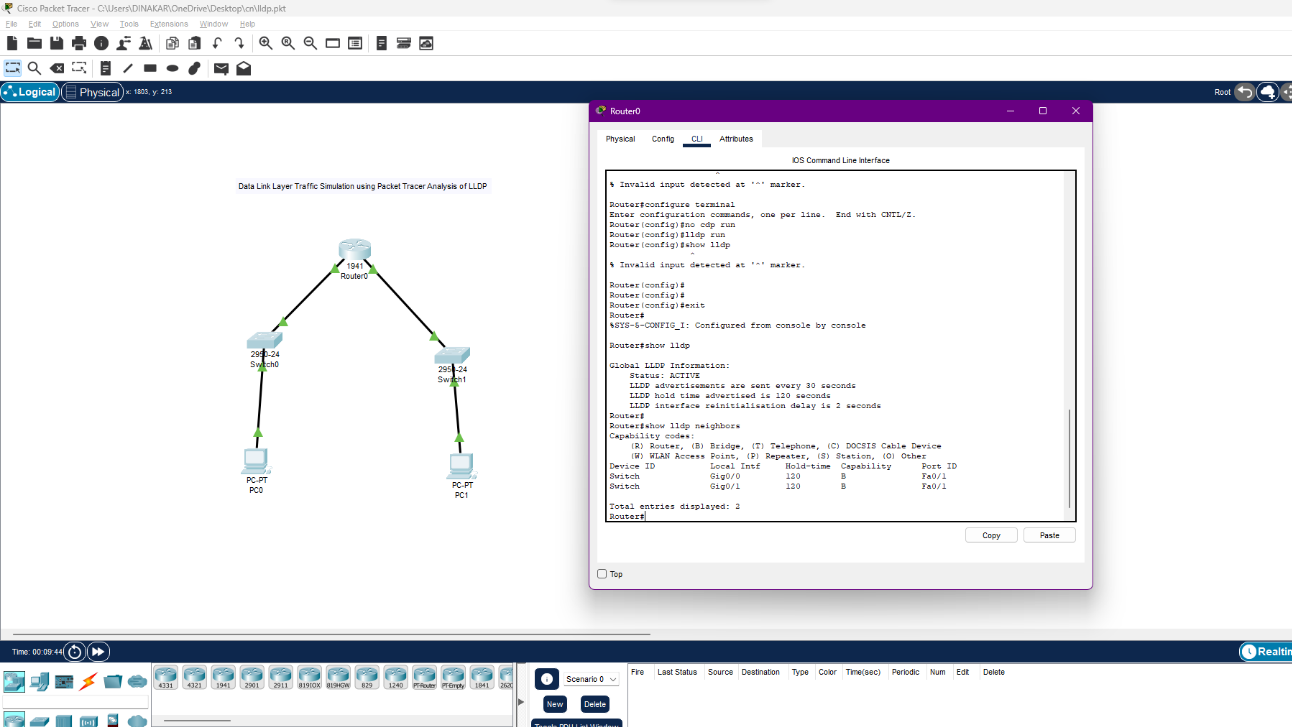 Cisco Packet Tracer - C:\Users\DINAKAR\OneDrive\Desktop\cn\lldp.pkt
File Edit Options View Tools Extensions Window Help
Logical Physical x: 1803, y: 213 Root
Data Link Layer Traffic Simulation using Packet Tracer Analysis of LLDP
1941
Router0
2950-24
Switch0
2950-24
Switch1
PC-PT
PC0
PC-PT
PC1
Router0
Physical Config CLI Attributes
IOS Command Line Interface
^
% Invalid input detected at '^' marker.
Router#configure terminal
Enter configuration commands, one per line. End with CNTL/Z.
Router(config)#no cdp run
Router(config)#lldp run
Router(config)#show lldp
^
% Invalid input detected at '^' marker.
Router(config)#
Router(config)#
Router(config)#exit
Router#
%SYS-5-CONFIG_I: Configured from console by console
Router#show lldp
Global LLDP Information:
Status: ACTIVE
LLDP advertisements are sent every 30 seconds
LLDP hold time advertised is 120 seconds
LLDP interface reinitialisation delay is 2 seconds
Router#
Router#show lldp neighbors
Capability codes:
(R) Router, (B) Bridge, (T) Telephone, (C) DOCSIS Cable Device
(W) WLAN Access Point, (P) Repeater, (S) Station, (O) Other
Device ID Local Intf Hold-time Capability Port ID
Switch Gig0/0 120 B Fa0/1
Switch Gig0/1 120 B Fa0/1
Total entries displayed: 2
Router#
Copy Paste
Top
Time: 00:09:44 Realtim
4331 4321 1941 2901 2911 819IOX 819HGW 829 1240 PT-Router PT-Empty 1841 2620
Scenario 0
New Delete
Toggle PDU List Window
Fire Last Status Source Destination Type Color Time(sec) Periodic Num Edit Delete